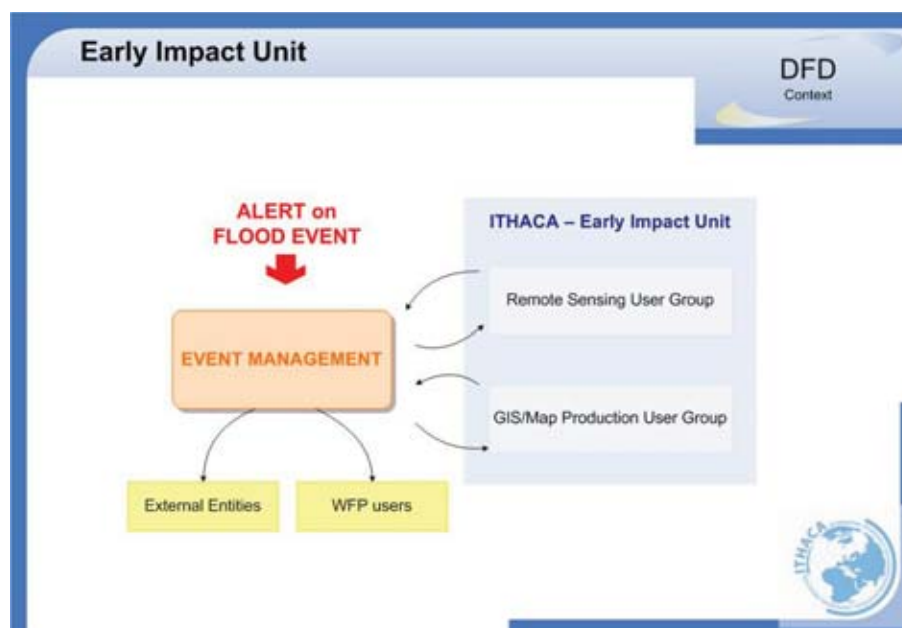 Early Impact Unit
DFD
Context
ALERT on
FLOOD EVENT
ITHACA – Early Impact Unit
Remote Sensing User Group
EVENT MANAGEMENT
GIS/Map Production User Group
External Entities
WFP users
ITHACA